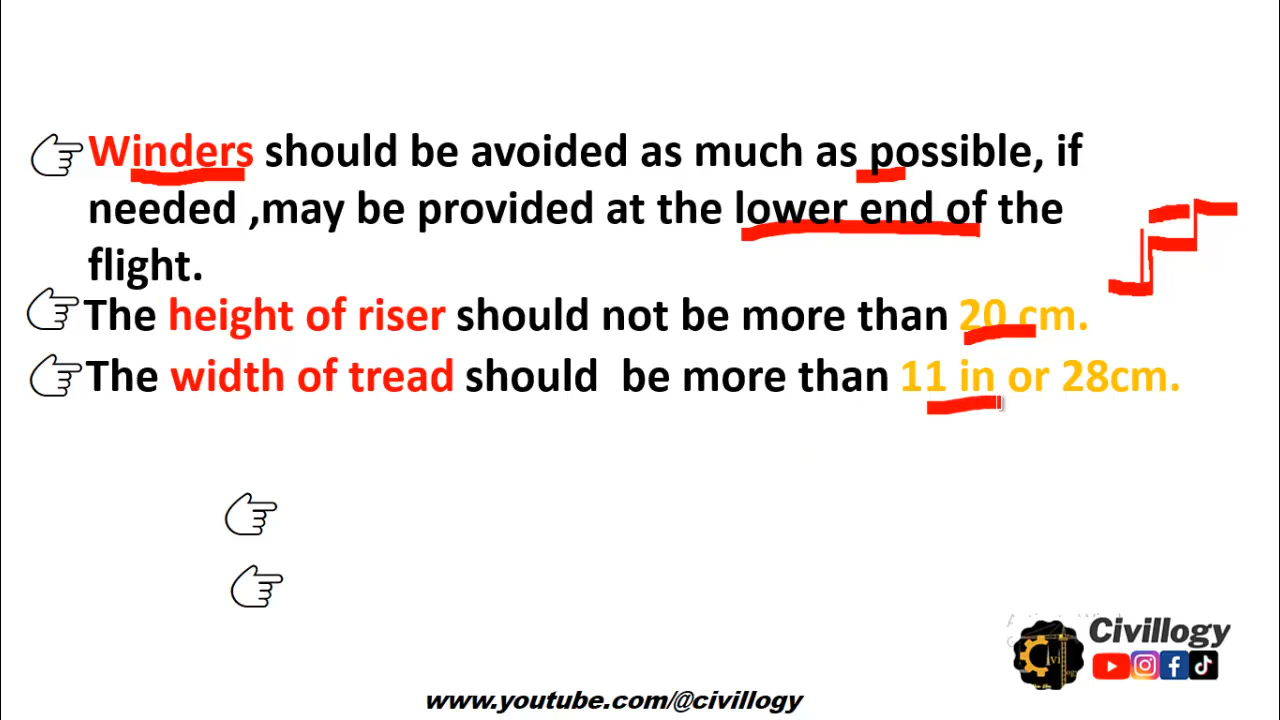 Winders should be avoided as much as possible, if
needed ,may be provided at the lower end of the
flight.
The height of riser should not be more than 20 cm.
The width of tread should be more than 11 in or 28cm.
Civillogy
www.youtube.com/@civillogy